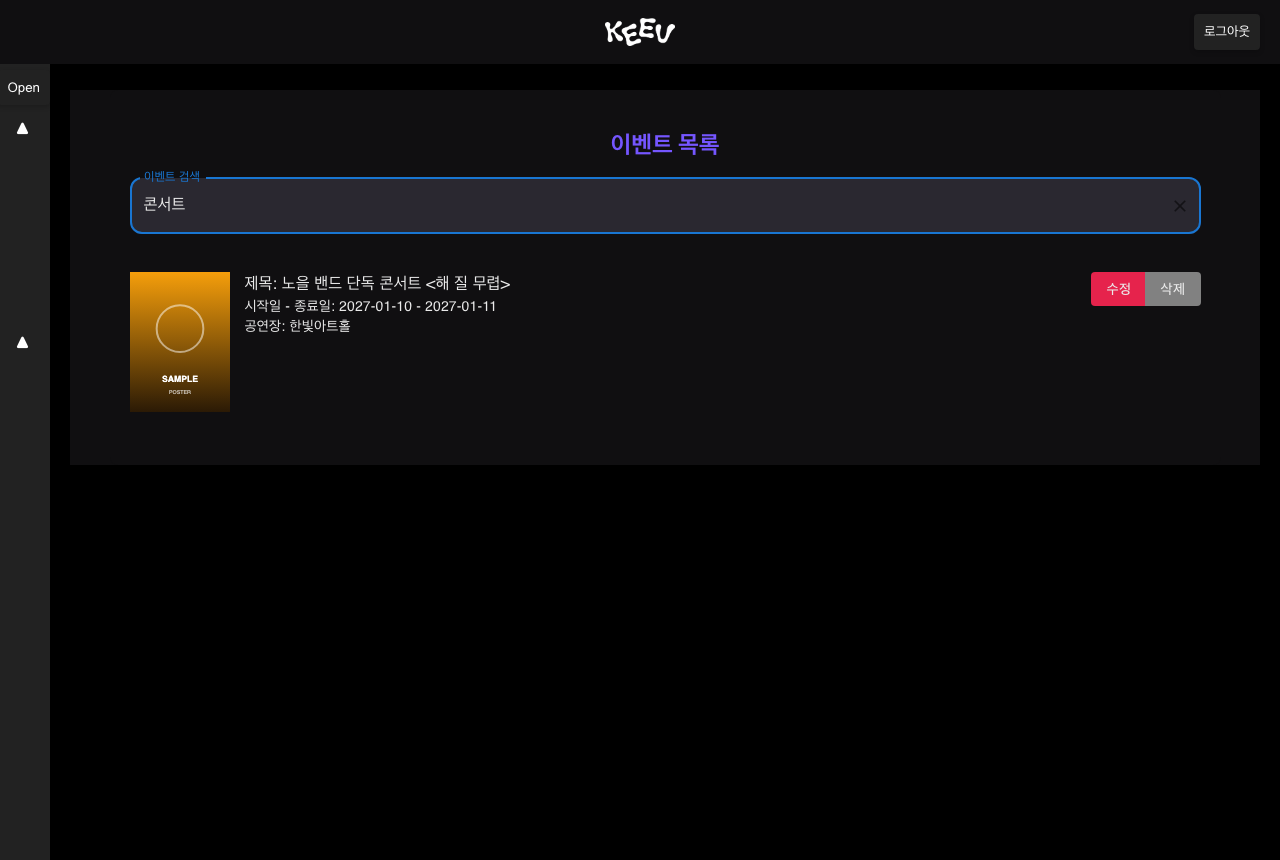 KEEV
로그아웃
Open
이벤트 목록
이벤트 검색
콘서트
제목: 노을 밴드 단독 콘서트 <해 질 무렵>
시작일 - 종료일: 2027-01-10 - 2027-01-11
공연장: 한빛아트홀
수정
삭제
SAMPLE
POSTER